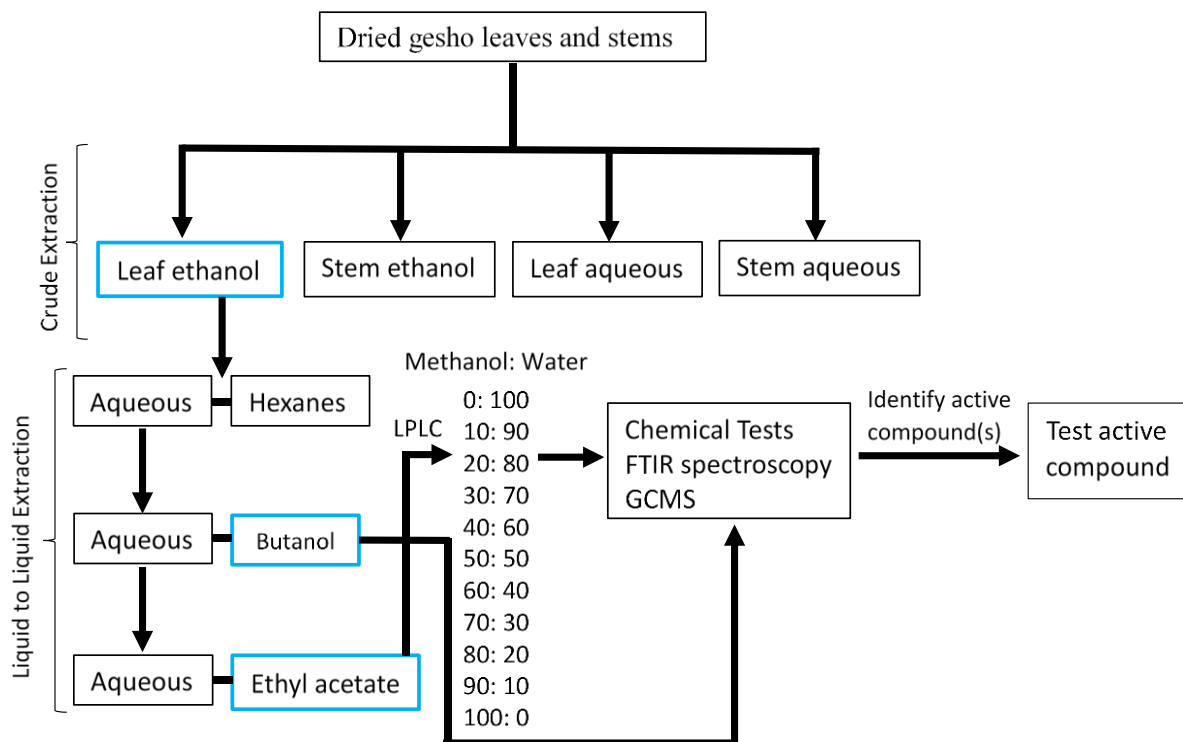 Dried gesho leaves and stems
Crude Extraction
Leaf ethanol
Stem ethanol
Leaf aqueous
Stem aqueous
Liquid to Liquid Extraction
Aqueous
Hexanes
Aqueous
Butanol
Aqueous
Ethyl acetate
LPLC
Methanol: Water
0: 100
10: 90
20: 80
30: 70
40: 60
50: 50
60: 40
70: 30
80: 20
90: 10
100: 0
Chemical Tests
FTIR spectroscopy
GCMS
Identify active
compound(s)
Test active
compound